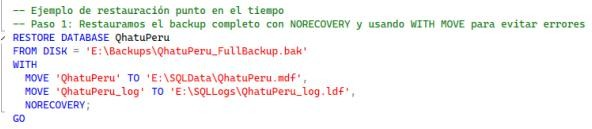 -- Ejemplo de restauración punto en el tiempo
-- Paso 1: Restauramos el backup completo con NORECOVERY y usando WITH MOVE para evitar errores
RESTORE DATABASE QhatuPeru
FROM DISK = 'E:\Backups\QhatuPeru_FullBackup.bak'
WITH
MOVE 'QhatuPeru' TO 'E:\SQLData\QhatuPeru.mdf',
MOVE 'QhatuPeru_log' TO 'E:\SQLLogs\QhatuPeru_log.ldf',
NORECOVERY;
GO